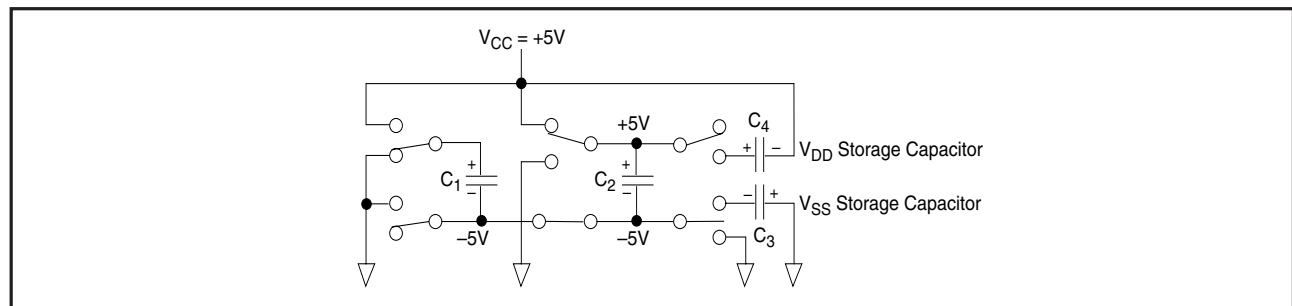 V_CC = +5V
+5V
C_4
+ –
V_DD Storage Capacitor
+
C_1
–
+
C_2
–
– +
V_SS Storage Capacitor
C_3
–5V
–5V